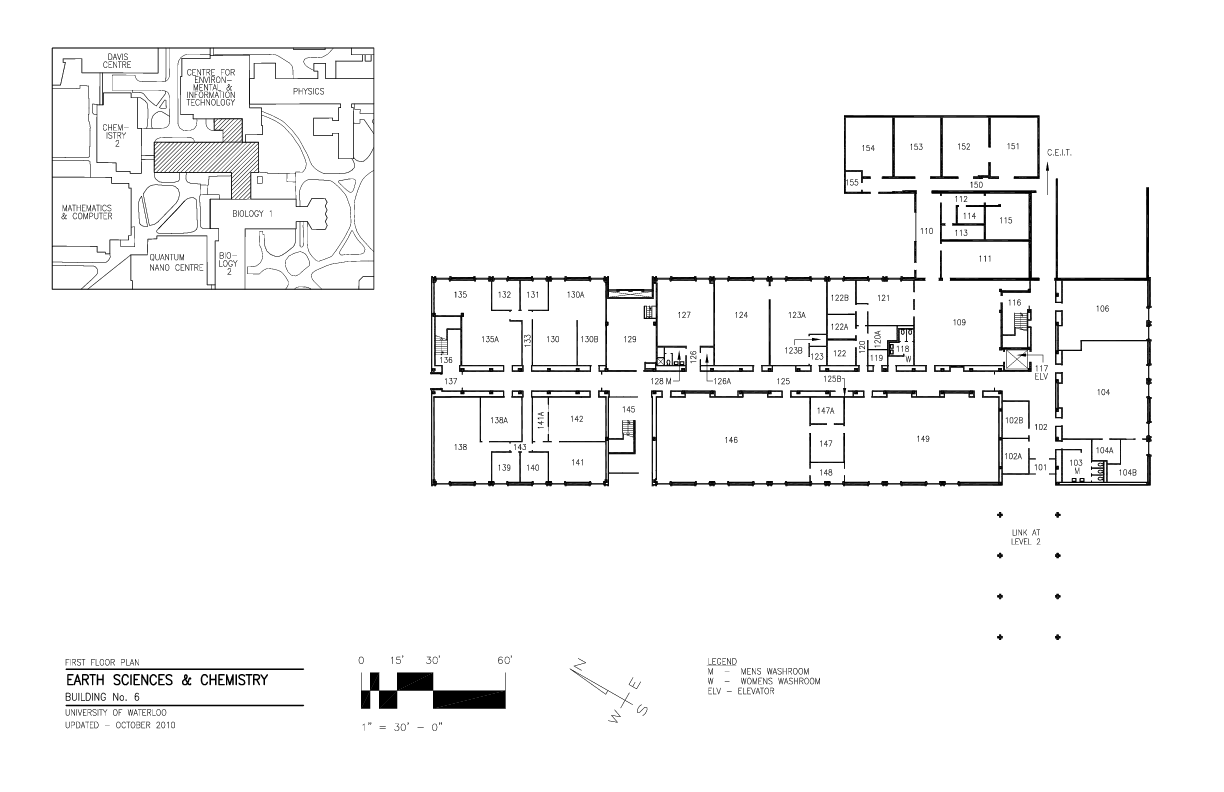 DAVIS
CENTRE
CENTRE FOR
ENVIRON-
MENTAL &
INFORMATION
TECHNOLOGY
PHYSICS
CHEM-
ISTRY
2
MATHEMATICS
& COMPUTER
BIOLOGY 1
QUANTUM
NANO CENTRE
BIO-
LOGY
2
154
153
152
151
C.E.I.T.
155
150
112
114
115
110
113
111
135
132
131
130A
122B
121
116
106
127
124
123A
109
122A
136
135A
133
130
130B
129
126
123B
123
122
120
120A
118
W
119
117
ELV
137
128 M
126A
125
125B
104
138
138A
141A
142
145
146
147A
147
149
102B
102
143
139
140
141
148
102A
101
103
M
104A
104B
LINK AT
LEVEL 2
FIRST FLOOR PLAN
EARTH SCIENCES & CHEMISTRY
BUILDING No. 6
UNIVERSITY OF WATERLOO
UPDATED - OCTOBER 2010
0 15' 30' 60'
1" = 30' - 0"
N
E
W
S
LEGEND
M - MENS WASHROOM
W - WOMENS WASHROOM
ELV - ELEVATOR